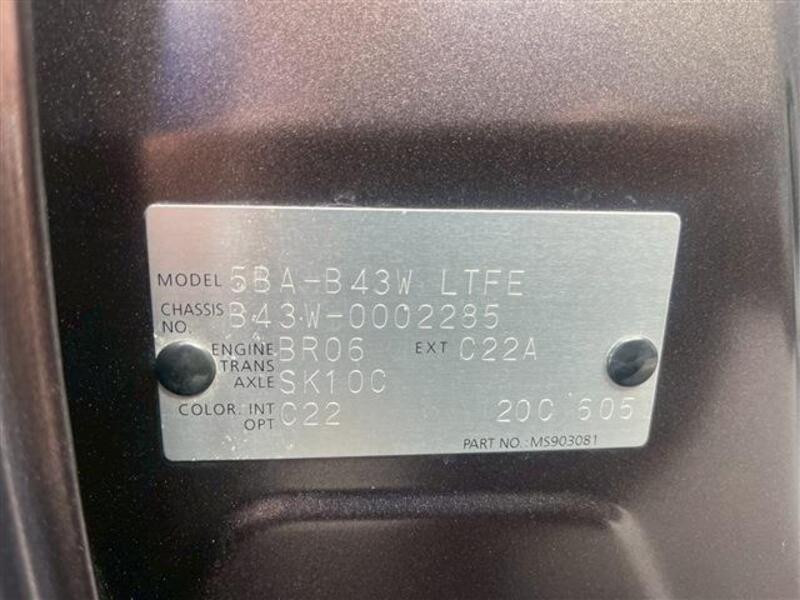 MODEL 5BA-B43W LTFE
CHASSIS NO. B43W-0002285
ENGINE BR06 EXT C22A
TRANS AXLE SK10C
COLOR. INT C22 20C 605
OPT
PART NO.: MS903081